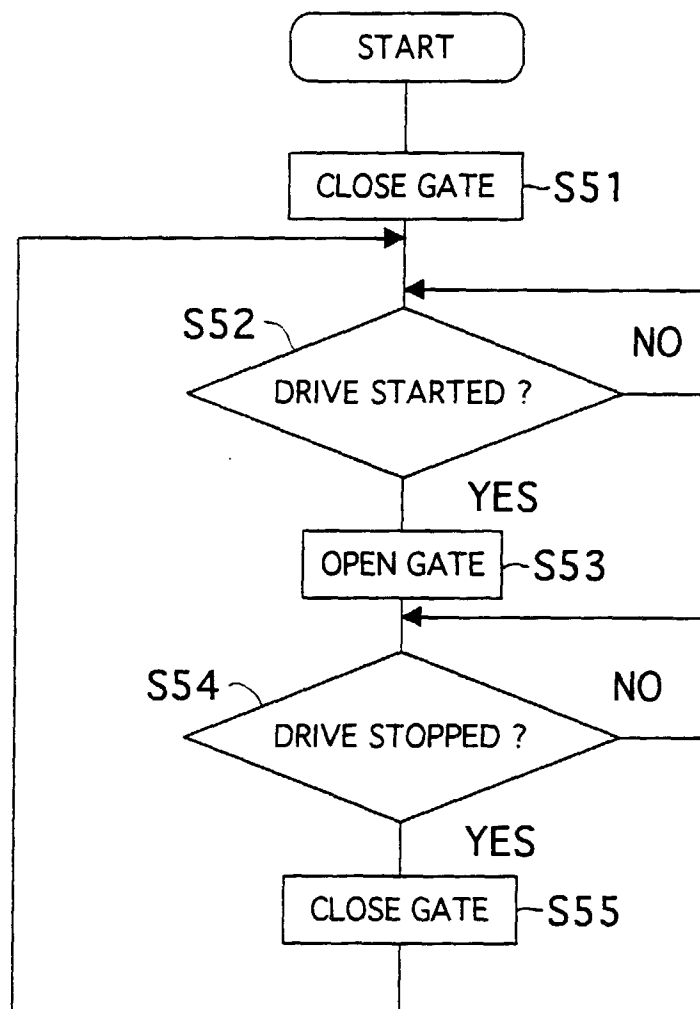 START
CLOSE GATE
S51
S52
NO
DRIVE STARTED ?
YES
OPEN GATE
S53
S54
NO
DRIVE STOPPED ?
YES
CLOSE GATE
S55